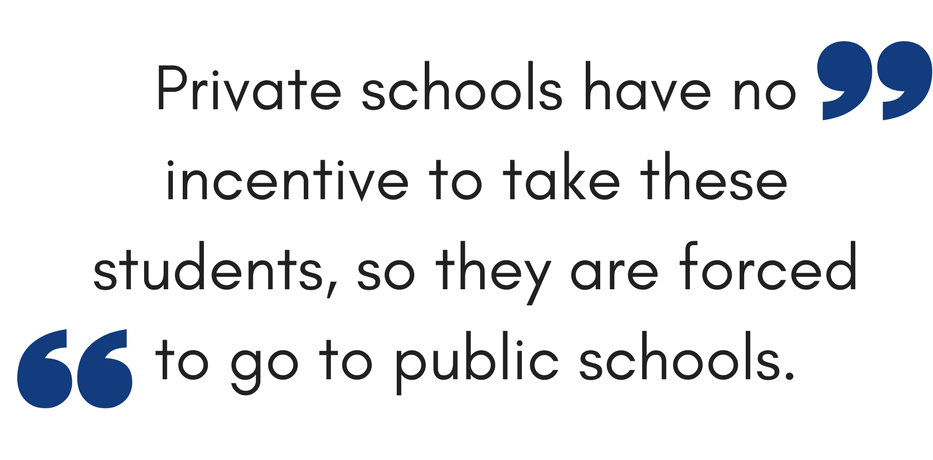 Private schools have no ”
incentive to take these
students, so they are forced
“ to go to public schools.